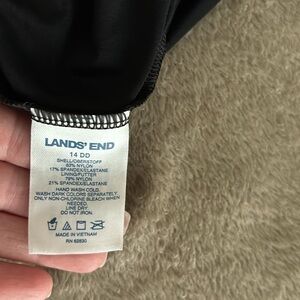 LANDS' END
14 DD
SHELL/OBERSTOFF
83% NYLON
17% SPANDEX/ELASTANE
LINING/FUTTER
79% NYLON
21% SPANDEX/ELASTANE
HAND WASH COLD.
WASH DARK COLORS SEPARATELY.
ONLY NON-CHLORINE BLEACH WHEN
NEEDED.
LINE DRY.
DO NOT IRON.
MADE IN VIETNAM
RN 62830